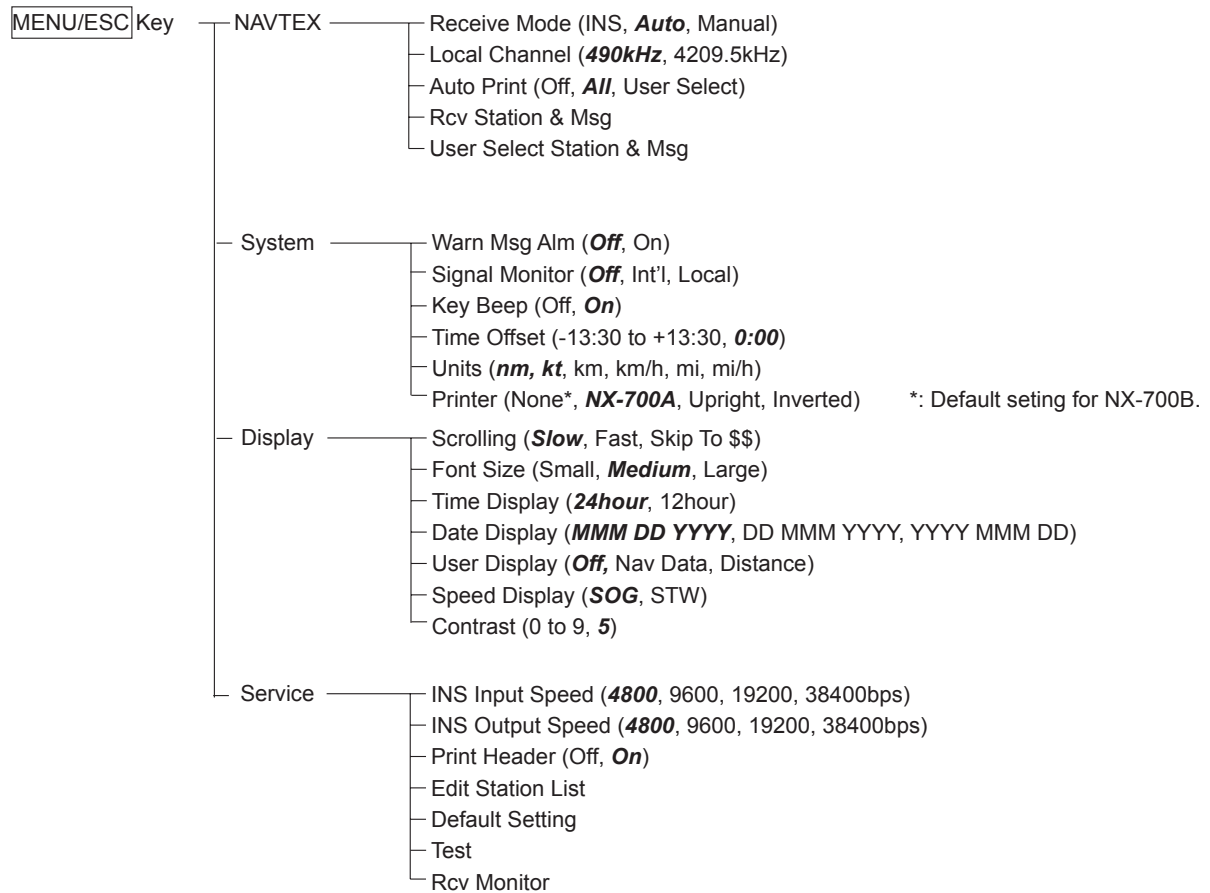 MENU/ESC Key
NAVTEX
Receive Mode (INS, Auto, Manual)
Local Channel (490kHz, 4209.5kHz)
Auto Print (Off, All, User Select)
Rcv Station & Msg
User Select Station & Msg
System
Warn Msg Alm (Off, On)
Signal Monitor (Off, Int'l, Local)
Key Beep (Off, On)
Time Offset (-13:30 to +13:30, 0:00)
Units (nm, kt, km, km/h, mi, mi/h)
Printer (None*, NX-700A, Upright, Inverted) *: Default seting for NX-700B.
Display
Scrolling (Slow, Fast, Skip To $$)
Font Size (Small, Medium, Large)
Time Display (24hour, 12hour)
Date Display (MMM DD YYYY, DD MMM YYYY, YYYY MMM DD)
User Display (Off, Nav Data, Distance)
Speed Display (SOG, STW)
Contrast (0 to 9, 5)
Service
INS Input Speed (4800, 9600, 19200, 38400bps)
INS Output Speed (4800, 9600, 19200, 38400bps)
Print Header (Off, On)
Edit Station List
Default Setting
Test
Rcv Monitor